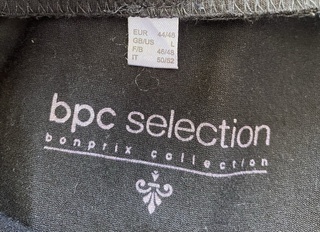 EUR 44/46
GB/US L
F/B 46/48
IT 50/52
bpc selection
bonprix collection